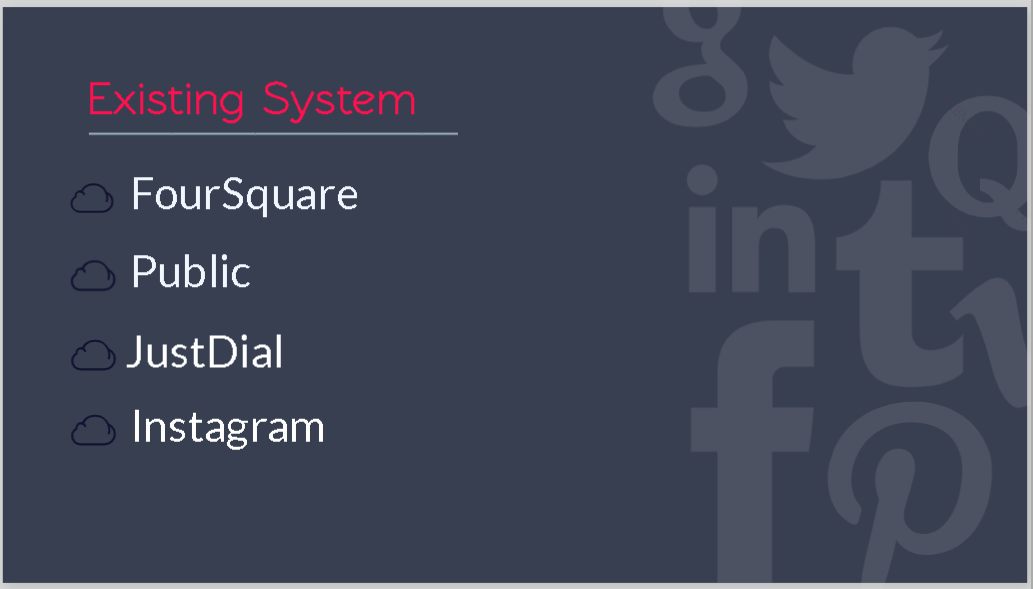 Existing System
FourSquare
Public
JustDial
Instagram